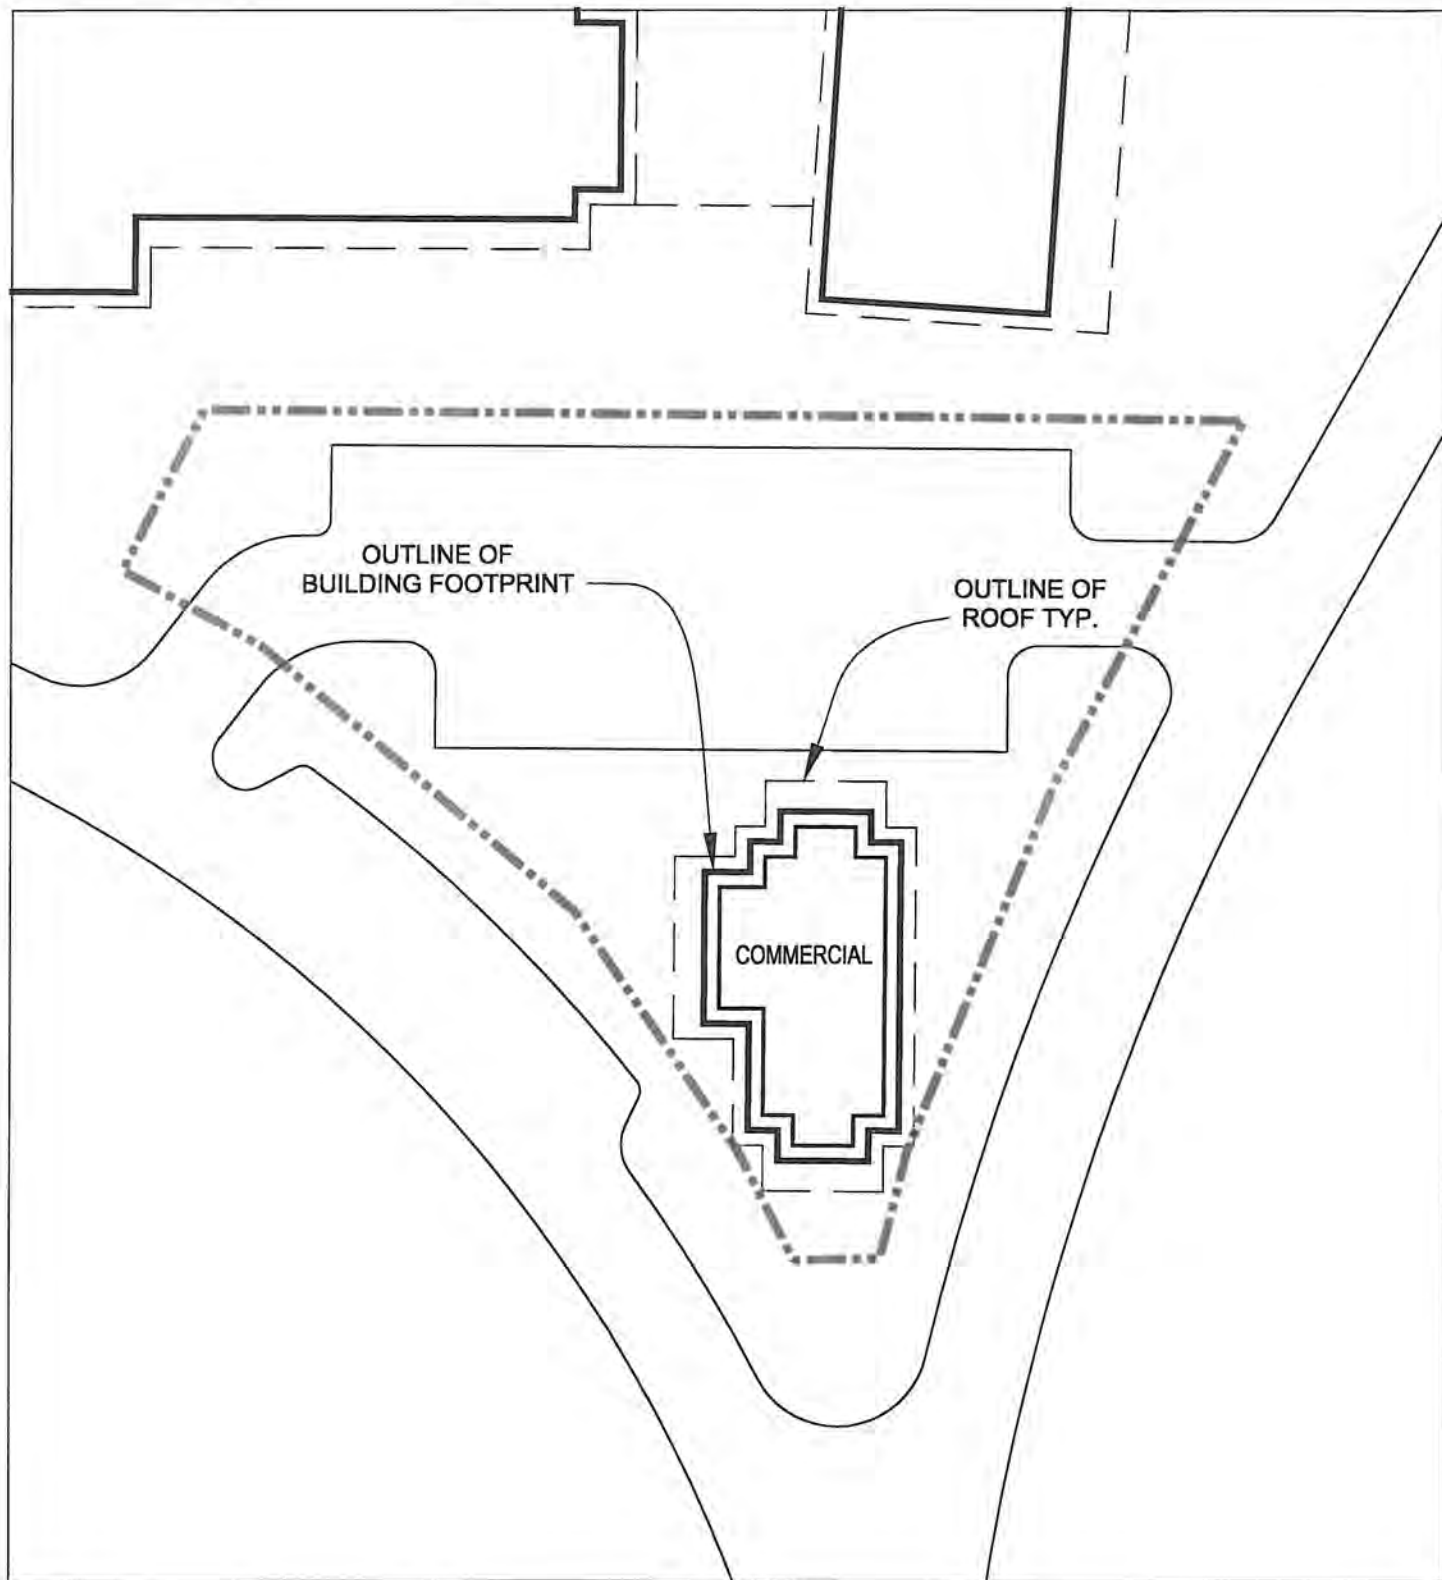 OUTLINE OF
BUILDING FOOTPRINT
OUTLINE OF
ROOF TYP.
COMMERCIAL